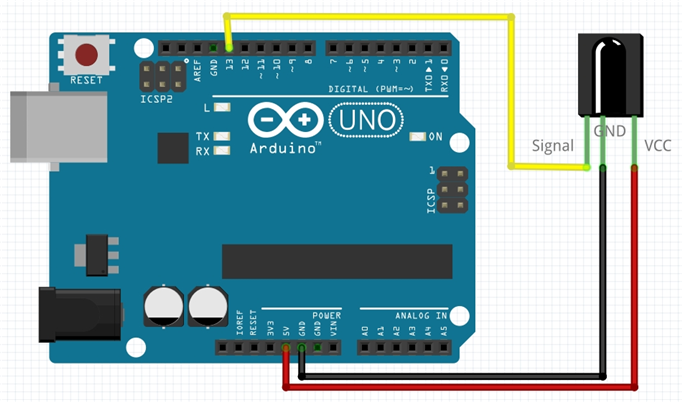 RESET
ICSP2
AREF
GND
13
12
~11
~10
~9
8
7
~6
~5
4
~3
2
TXD▶1
RXD◀0
DIGITAL (PWM=~)
L
TX
RX
Arduino™
UNO
ON
1
ICSP
Signal
GND
VCC
POWER
ANALOG IN
IOREF
RESET
3V3
5V
GND
GND
VIN
A0
A1
A2
A3
A4
A5